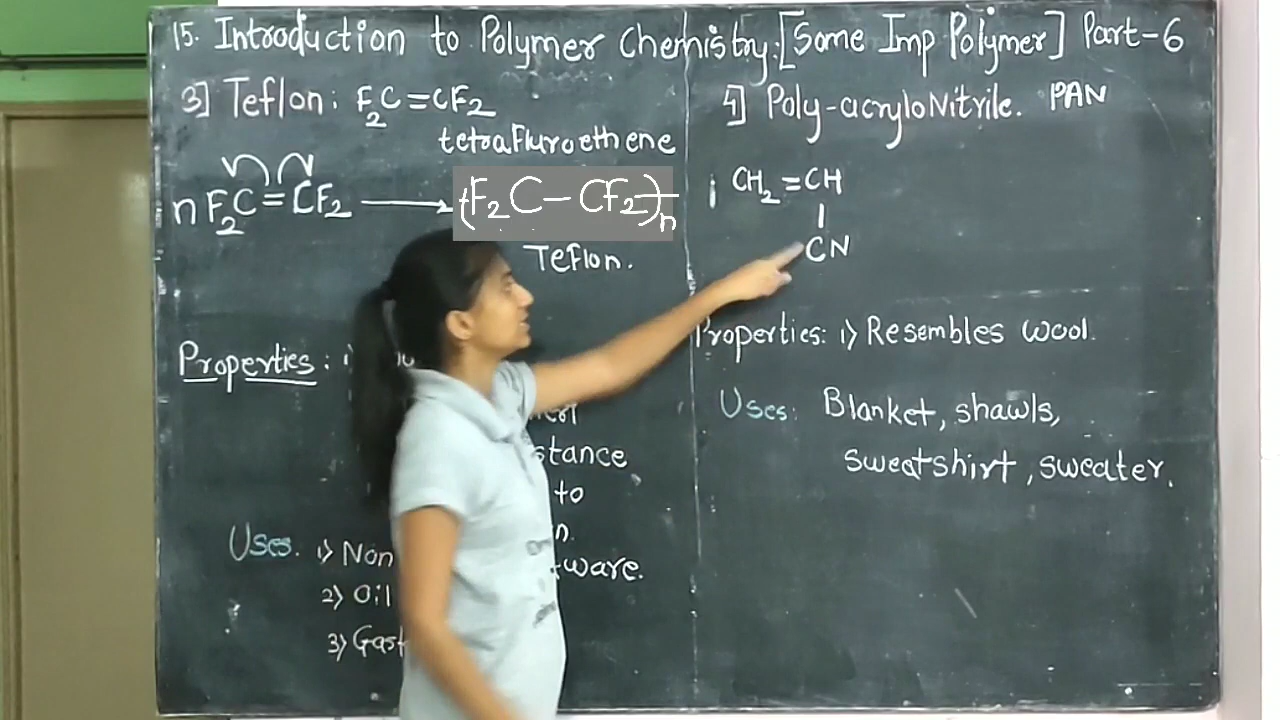 15. Introduction to Polymer Chemistry: [Some Imp Polymer] Part-6
3] Teflon: F2C=CF2
tetrafluroethene
nF2C=CF2 ⟶ (F2C-CF2)n
Teflon.
Properties: 1)
stance
to
Uses. 1) Non ware.
2) Oil
3) Gas
4] Poly-acryloNitrile. PAN
CH2=CH
|
CN
Properties: 1) Resembles wool.
Uses: Blanket, shawls,
sweatshirt, sweater.